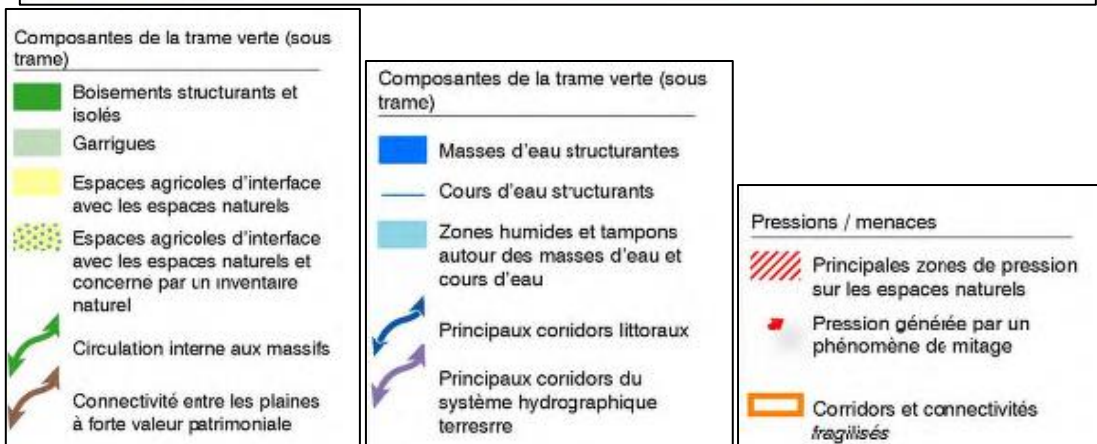 Composantes de la trame verte (sous
trame)
Boisements structurants et
isolés
Garrigues
Espaces agricoles d'interface
avec les espaces naturels
Espaces agricoles d'interface
avec les espaces naturels et
concerné par un inventaire
naturel
Circulation interne aux massifs
Connectivité entre les plaines
à forte valeur patrimoniale
Composantes de la trame verte (sous
trame)
Masses d'eau structurantes
Cours d'eau structurants
Zones humides et tampons
autour des masses d'eau et
cours d'eau
Principaux corridors littoraux
Principaux corridors du
système hydrographique
terresrre
Pressions / menaces
Principales zones de pression
sur les espaces naturels
Pression générée par un
phénomène de mitage
Corridors et connectivités
fragilisés